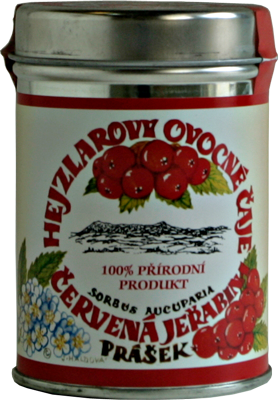 HEJZLAROVY OVOCNÉ ČAJE
100% PŘÍRODNÍ
PRODUKT
SORBUS AUCUPARIA
ČERVENÁ JEŘABINA
PRÁŠEK